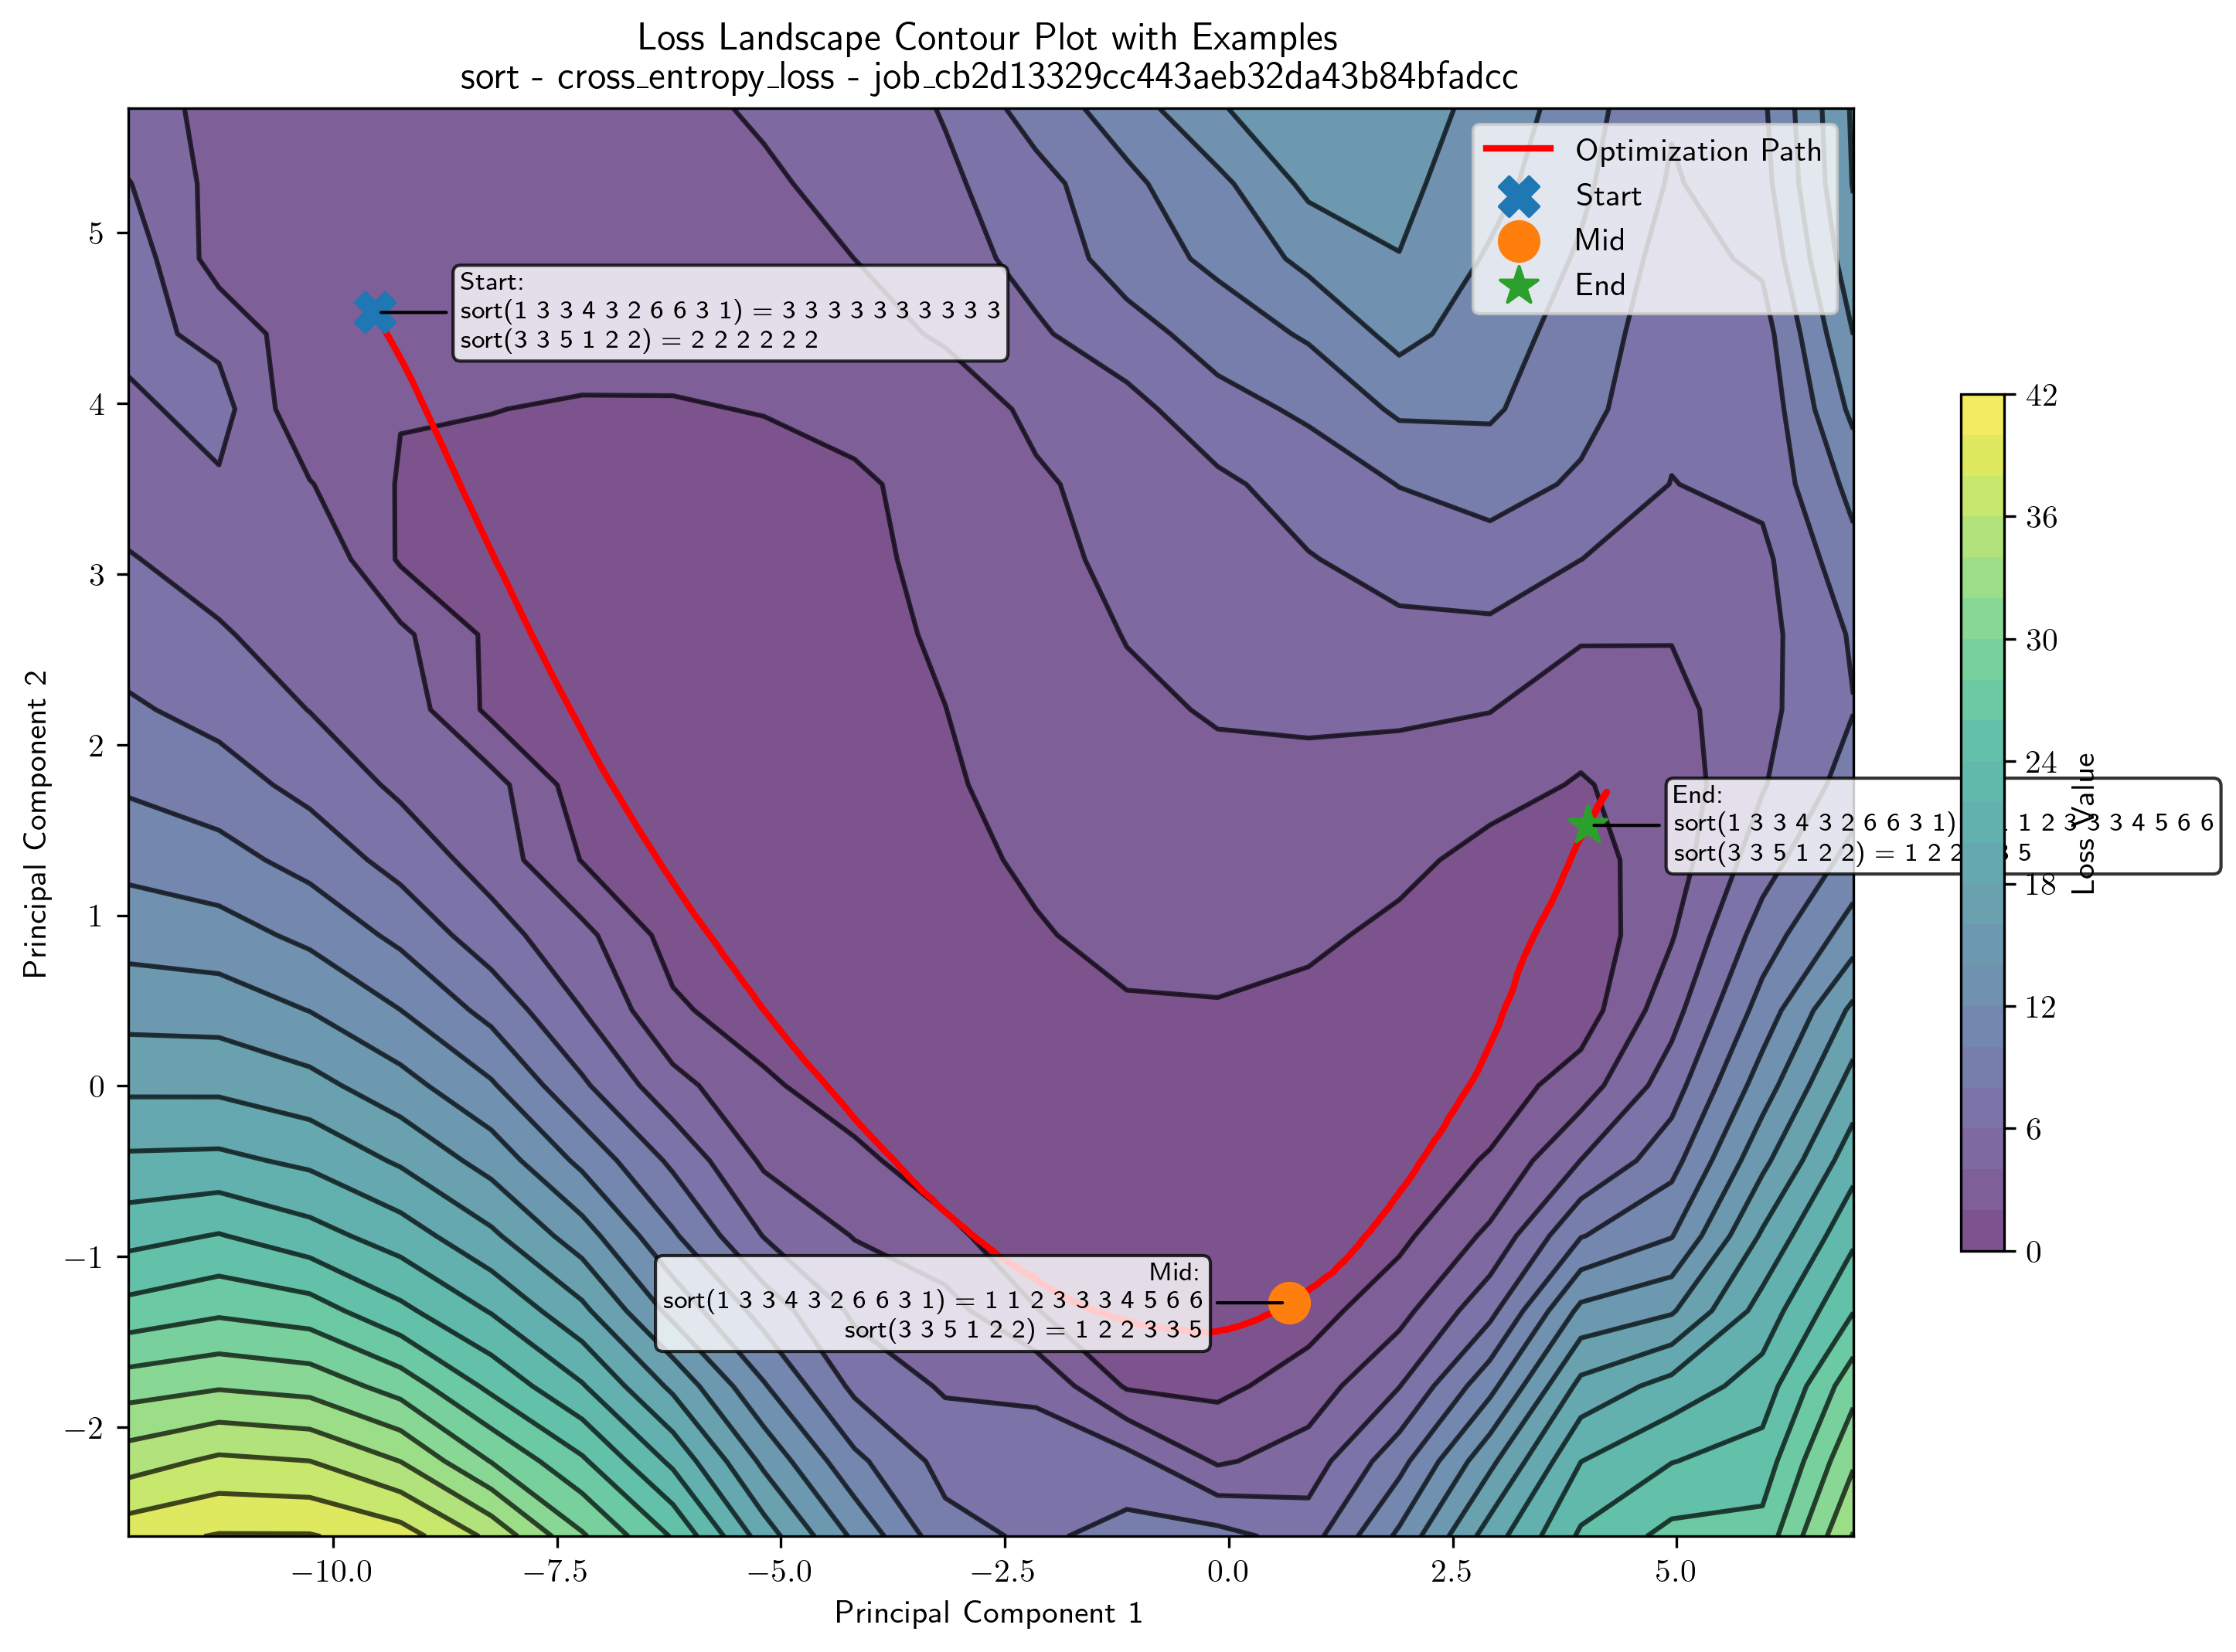 Loss Landscape Contour Plot with Examples
sort - cross_entropy_loss - job_cb2d13329cc443aeb32da43b84bfadcc
Optimization Path
Start
Mid
End
5
4
3
2
1
0
−1
−2
Principal Component 2
Start:
sort(1 3 3 4 3 2 6 6 3 1) = 3 3 3 3 3 3 3 3 3 3
sort(3 3 5 1 2 2) = 2 2 2 2 2 2
Mid:
sort(1 3 3 4 3 2 6 6 3 1) = 1 1 2 3 3 3 4 5 6 6
sort(3 3 5 1 2 2) = 1 2 2 3 3 5
End:
sort(1 3 3 4 3 2 6 6 3 1) 1 2 3 3 3 4 5 6 6
sort(3 3 5 1 2 2) = 1 2 2 3 5
−10.0
−7.5
−5.0
−2.5
0.0
2.5
5.0
Principal Component 1
42
36
30
24
18
12
6
0
Loss Value